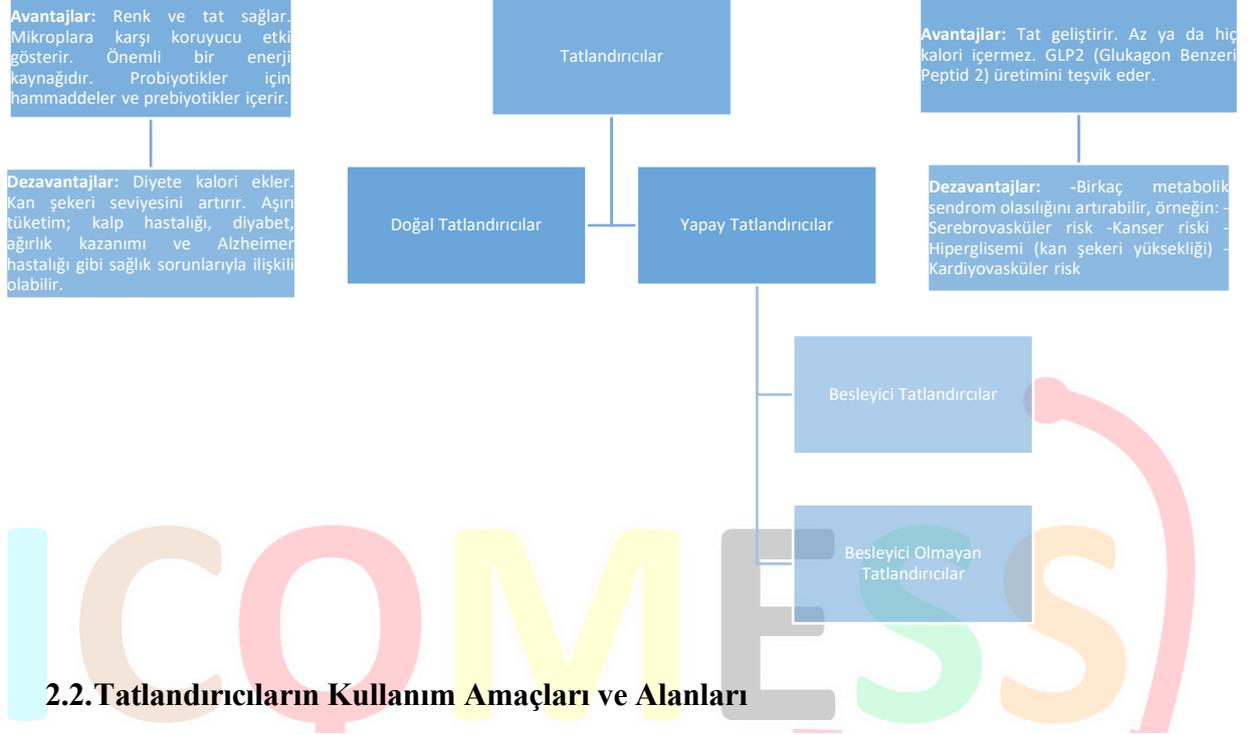 Avantajlar: Renk ve tat sağlar.
Mikroplara karşı koruyucu etki
gösterir. Önemli bir enerji
kaynağıdır. Probiyotikler için
hammaddeler ve prebiyotikler içerir.
Dezavantajlar: Diyete kalori ekler.
Kan şekeri seviyesini artırır. Aşırı
tüketim; kalp hastalığı, diyabet,
ağırlık kazanımı ve Alzheimer
hastalığı gibi sağlık sorunlarıyla ilişkili
olabilir.
Tatlandırıcılar
Doğal Tatlandırıcılar
Yapay Tatlandırıcılar
Avantajlar: Tat geliştirir. Az ya da hiç
kalori içermez. GLP2 (Glukagon Benzeri
Peptid 2) üretimini teşvik eder.
Dezavantajlar: -Birkaç metabolik
sendrom olasılığını artırabilir, örneğin: -
Serebrovasküler risk -Kanser riski -
Hiperglisemi (kan şekeri yüksekliği) -
Kardiyovasküler risk
Besleyici Tatlandırcılar
Besleyici Olmayan
Tatlandırıcılar
ICQMESS
2.2.Tatlandırıcıların Kullanım Amaçları ve Alanları